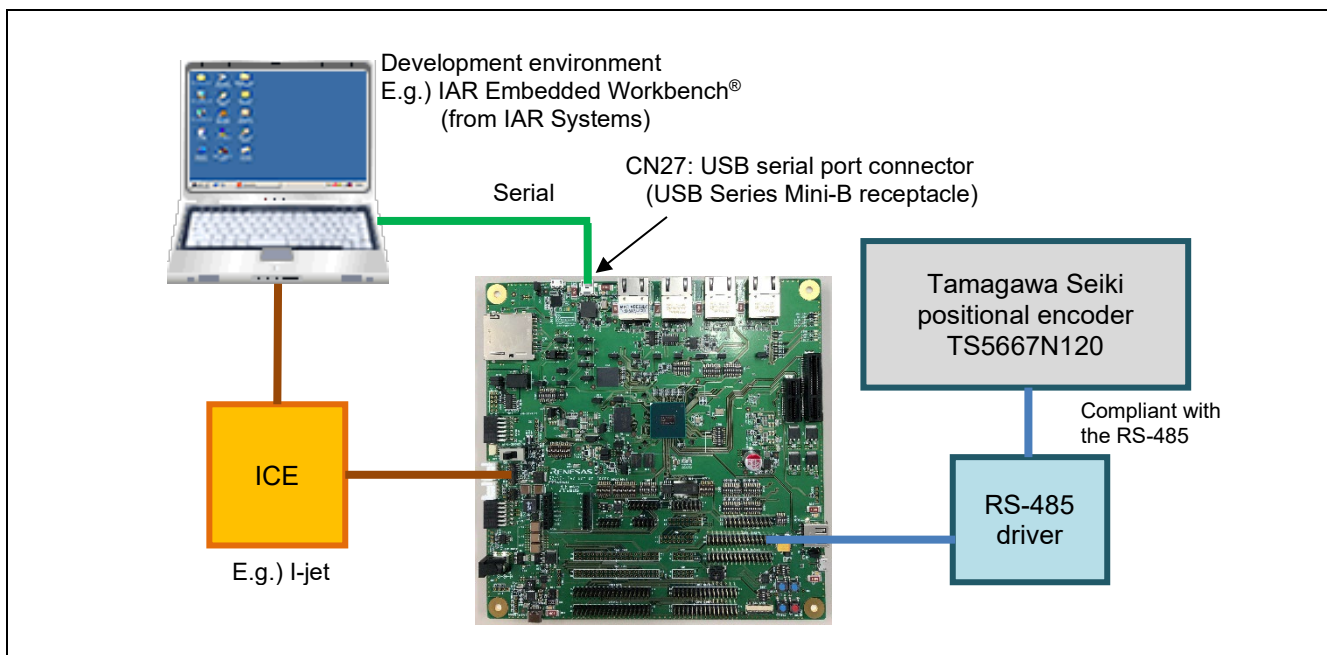 Development environment
E.g.) IAR Embedded Workbench®
(from IAR Systems)
CN27: USB serial port connector
(USB Series Mini-B receptacle)
Serial
Tamagawa Seiki
positional encoder
TS5667N120
Compliant with
the RS-485
ICE
RENESAS
RS-485
driver
E.g.) I-jet